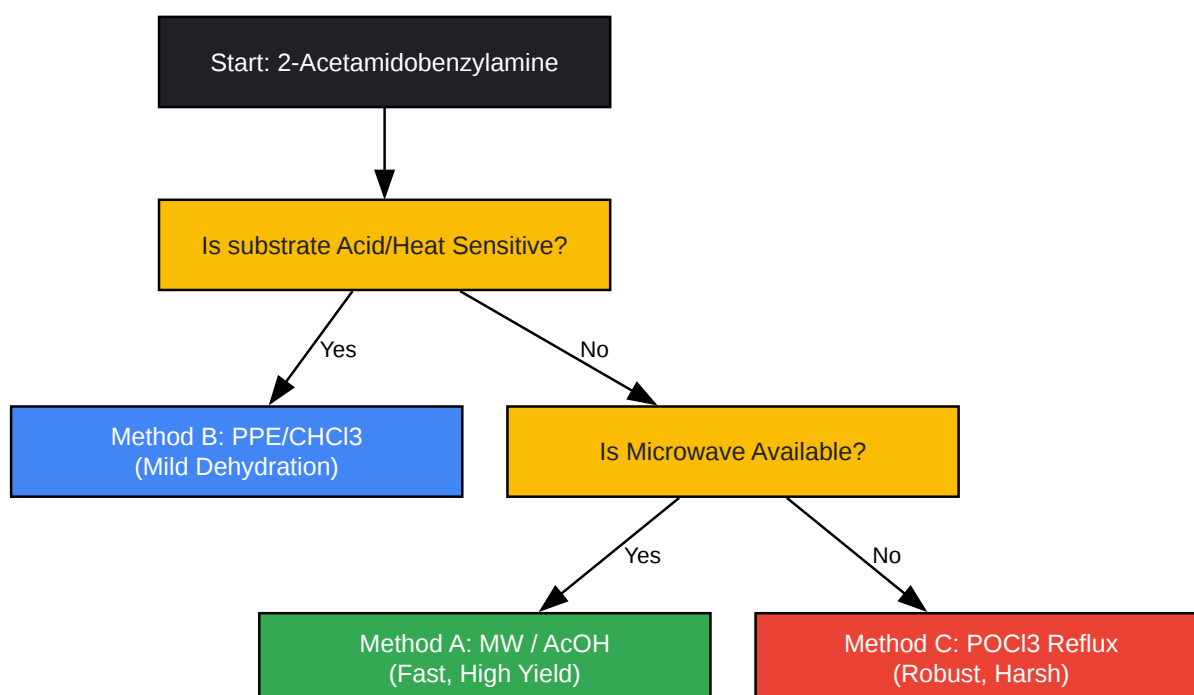 Start: 2-Acetamidobenzylamine
Is substrate Acid/Heat Sensitive?
Yes
No
Method B: PPE/CHCl3
(Mild Dehydration)
Is Microwave Available?
Yes
No
Method A: MW / AcOH
(Fast, High Yield)
Method C: POCl3 Reflux
(Robust, Harsh)